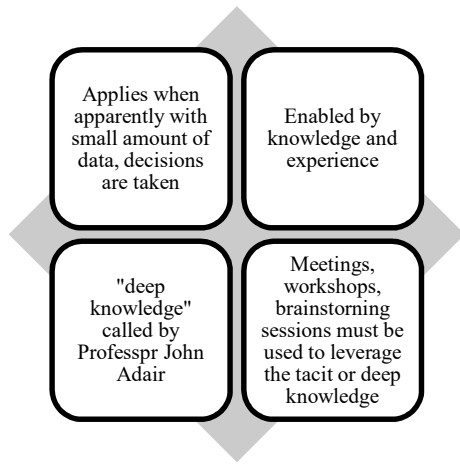 Applies when
apparently with
small amount of
data, decisions
are taken
Enabled by
knowledge and
experience
"deep
knowledge"
called by
Professpr John
Adair
Meetings,
workshops,
brainstorning
sessions must be
used to leverage
the tacit or deep
knowledge